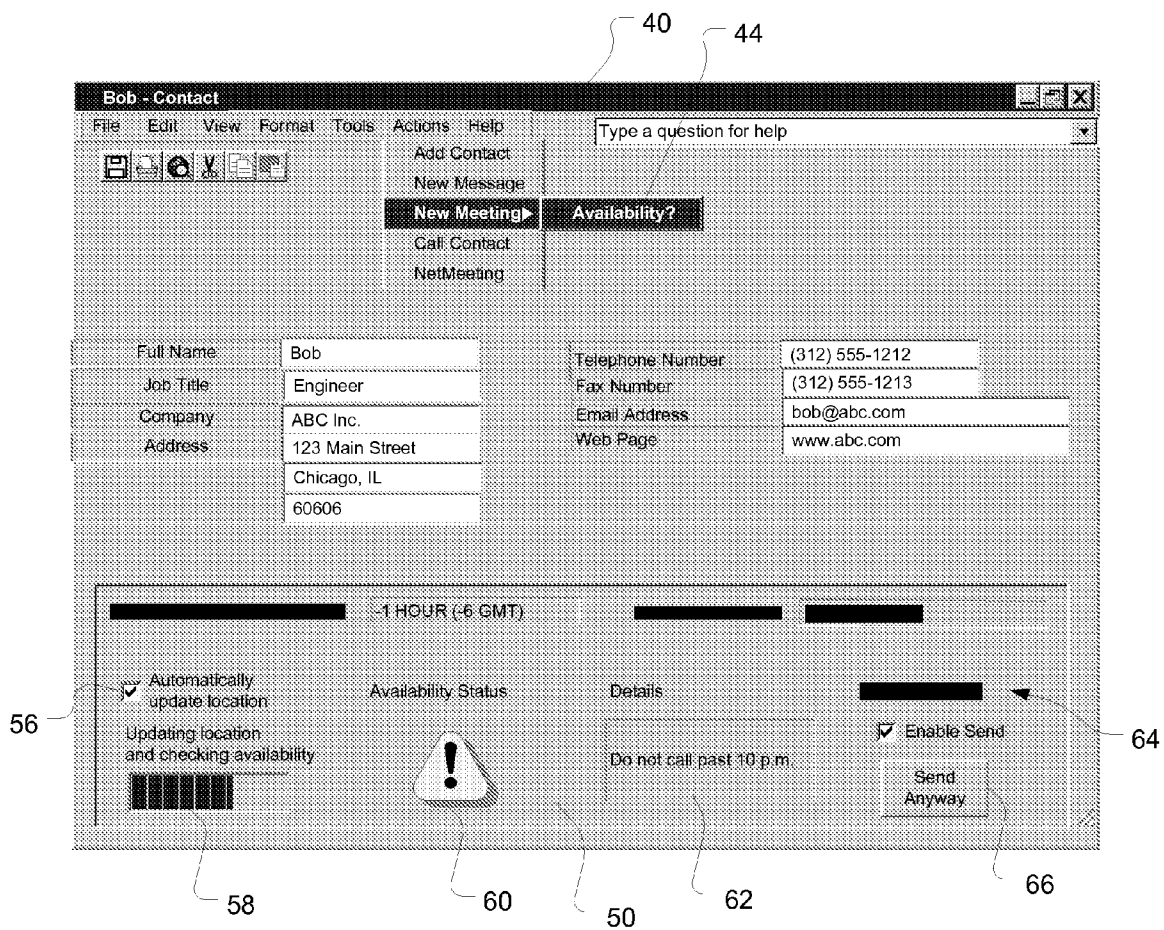 40
44
Bob - Contact
File Edit View Format Tools Actions Help
Type a question for help
Add Contact
New Message
New Meeting Availability?
Call Contact
NetMeeting
Full Name Bob
Job Title Engineer
Company ABC Inc.
Address 123 Main Street
Chicago, IL
60606
Telephone Number (312) 555-1212
Fax Number (312) 555-1213
Email Address bob@abc.com
Web Page www.abc.com
-1 HOUR (-6 GMT)
Automatically
update location
Availability Status
Details
Updating location
and checking availability
!
Do not call past 10 p.m.
Enable Send
Send
Anyway
56
64
58
60
50
62
66